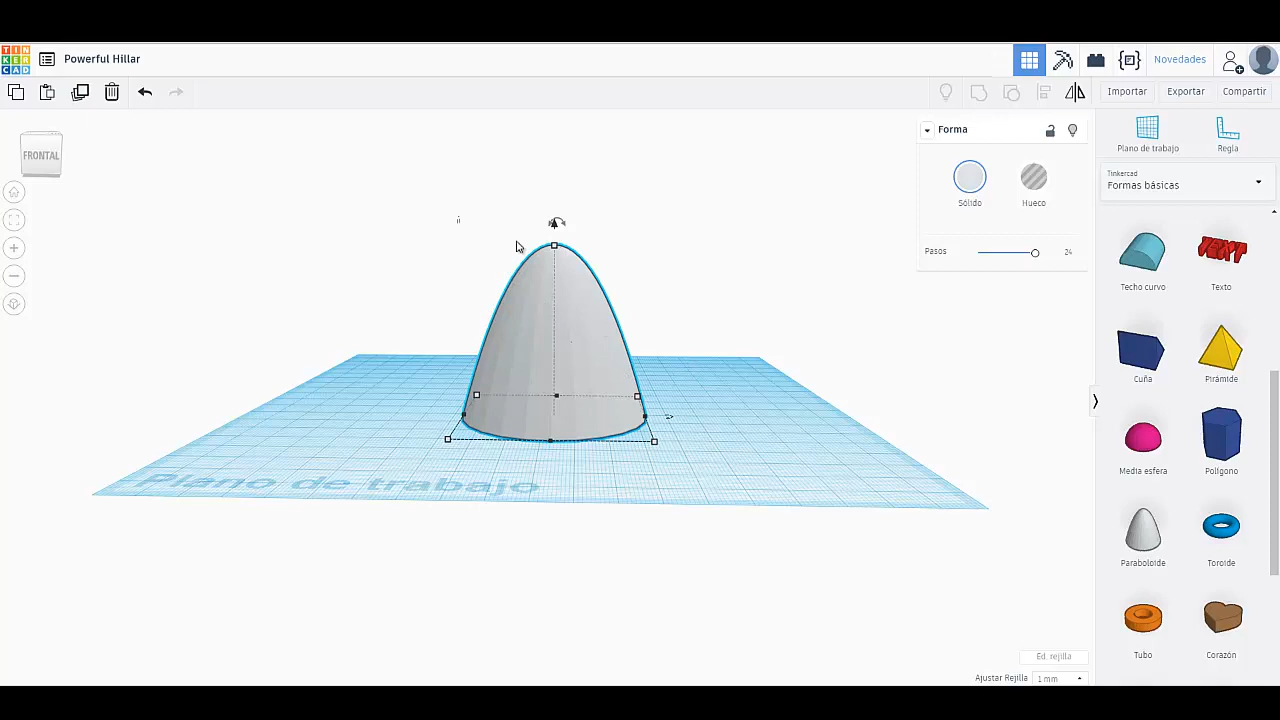 TIN
KER
CAD
Powerful Hillar
Novedades
Importar
Exportar
Compartir
FRONTAL
Forma
Sólido
Hueco
Pasos
24
Plano de trabajo
Regla
Tinkercad
Formas básicas
TEXT
Techo curvo
Texto
Cuña
Pirámide
Media esfera
Polígono
Paraboloide
Toroide
Tubo
Corazón
Plano de trabajo
Ed. rejilla
Ajustar Rejilla
1 mm